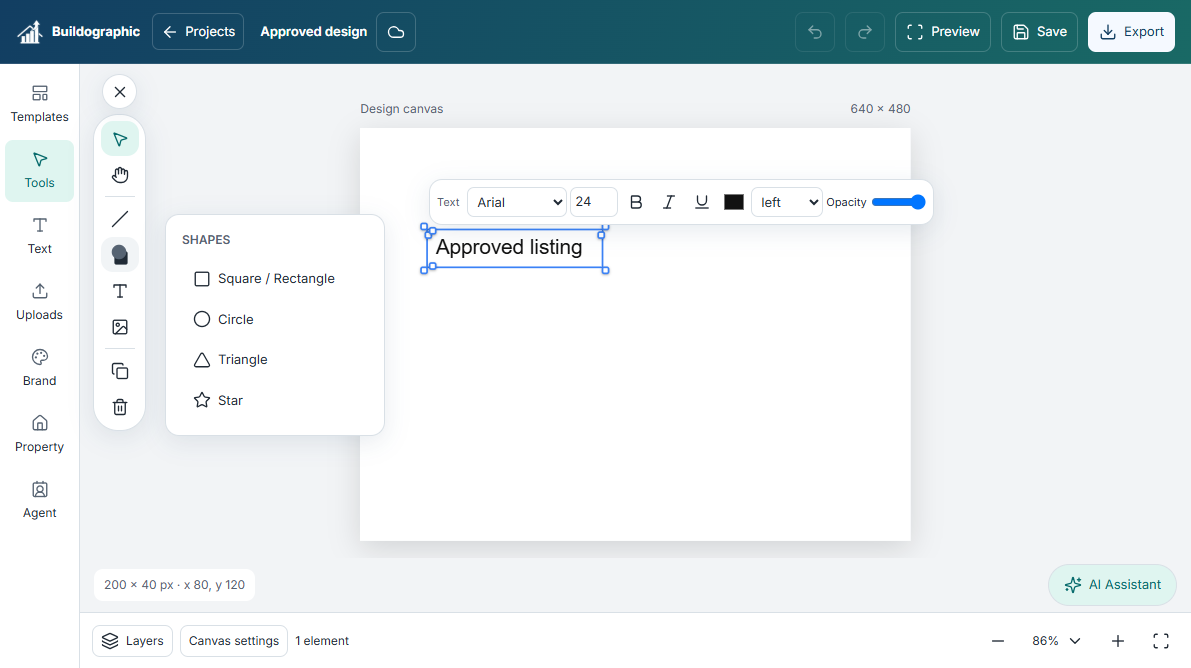 Buildographic
Projects
Approved design
Preview
Save
Export
Templates
Tools
Text
Uploads
Brand
Property
Agent
Design canvas
640 × 480
Text
Arial
24
B
I
U
left
Opacity
Approved listing
SHAPES
Square / Rectangle
Circle
Triangle
Star
200 × 40 px · x 80, y 120
AI Assistant
Layers
Canvas settings
1 element
86%